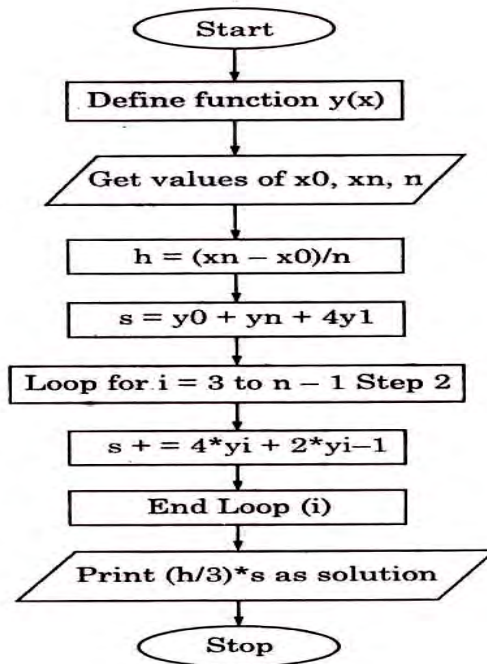 Start
Define function y(x)
Get values of x0, xn, n
h = (xn – x0)/n
s = y0 + yn + 4y1
Loop for i = 3 to n – 1 Step 2
s + = 4*yi + 2*yi–1
End Loop (i)
Print (h/3)*s as solution
Stop